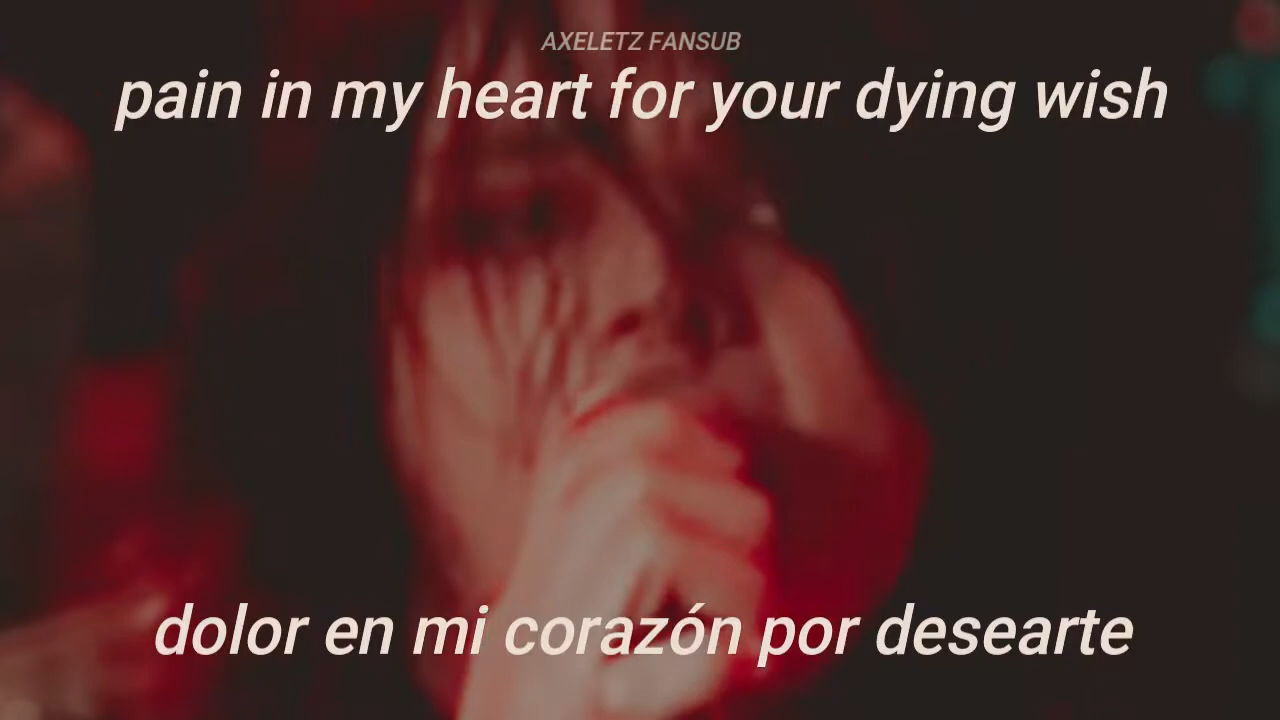 AXELETZ FANSUB
pain in my heart for your dying wish
dolor en mi corazón por desearte